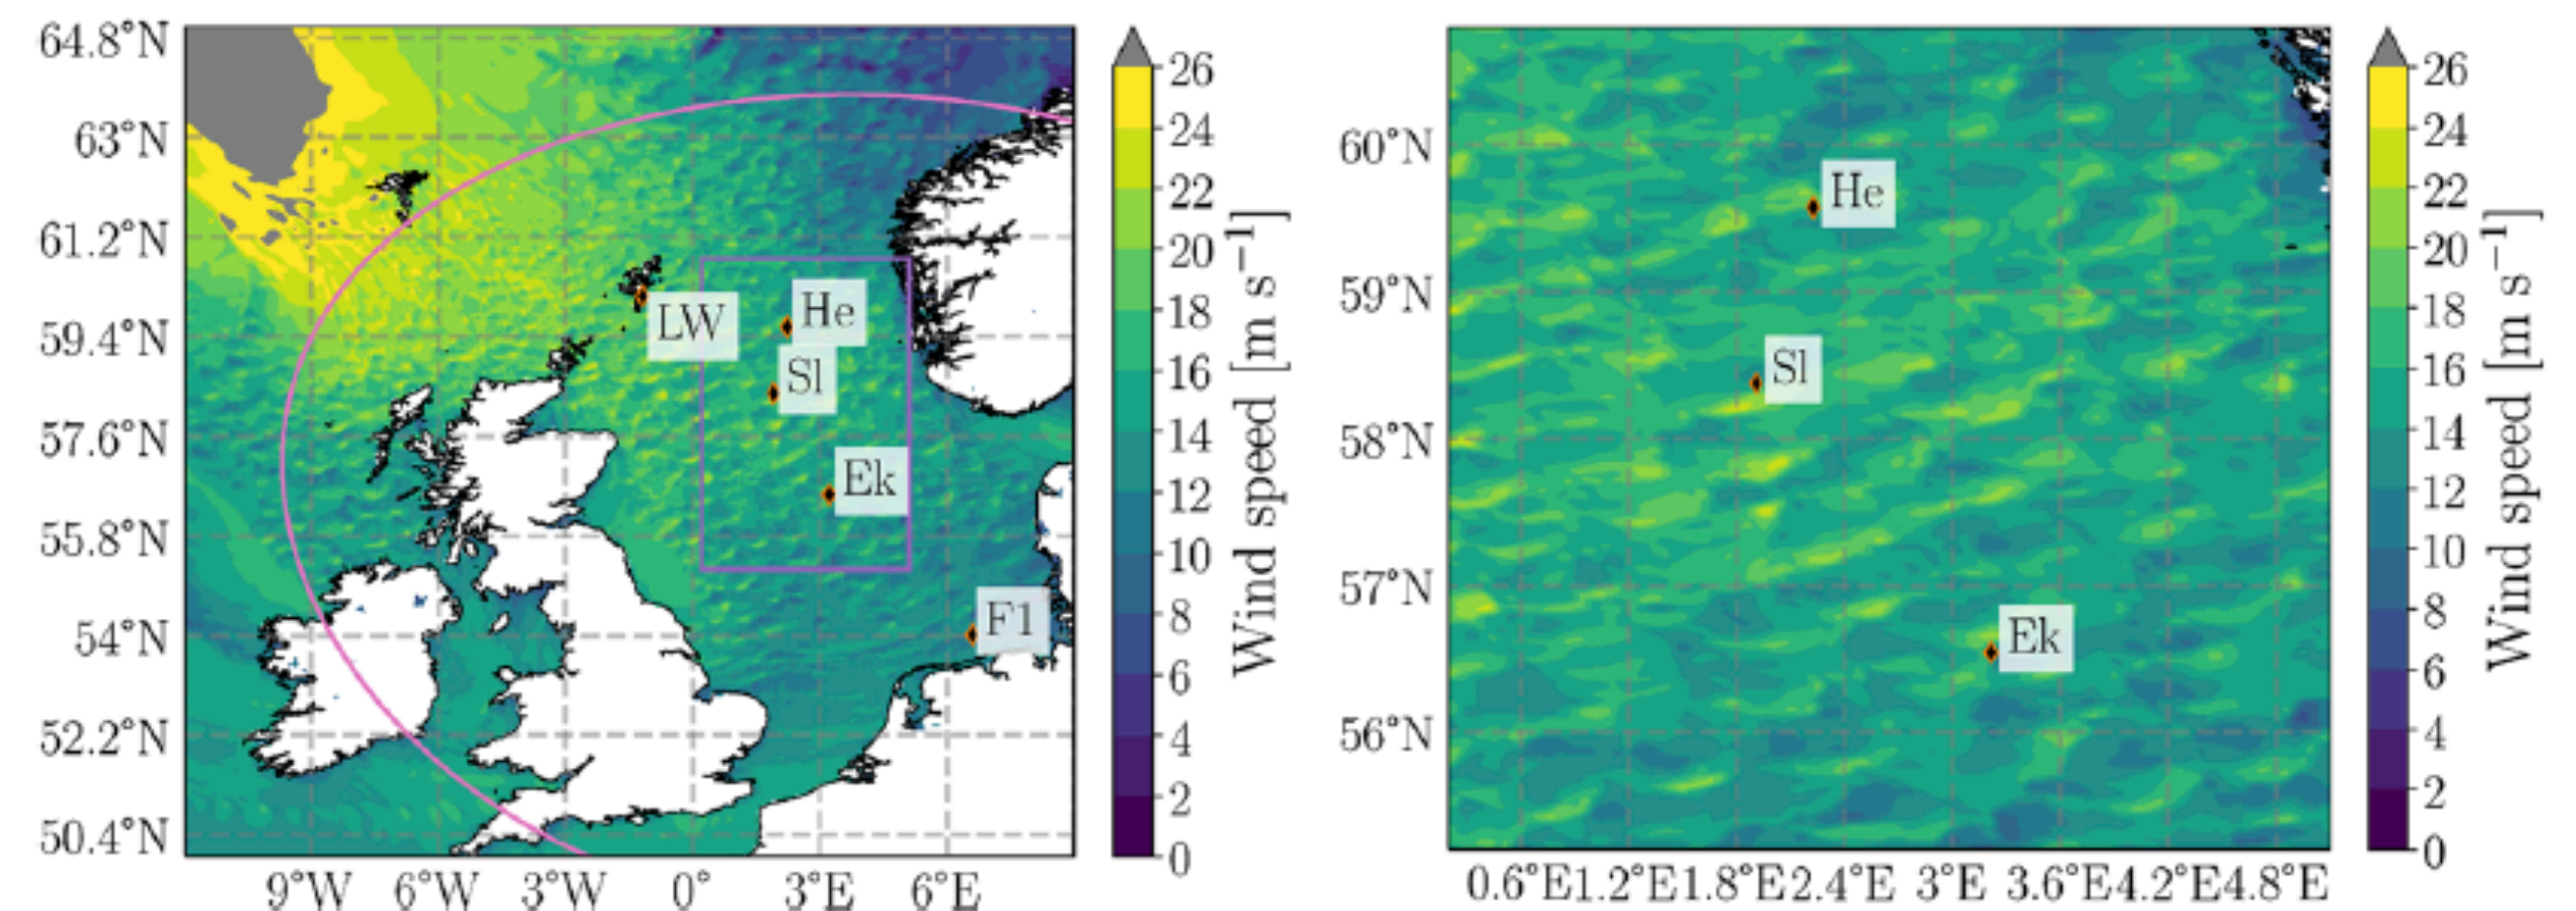 64.8°N
63°N
61.2°N
59.4°N
57.6°N
55.8°N
54°N
52.2°N
50.4°N
9°W 6°W 3°W 0° 3°E 6°E
LW
He
Sl
Ek
F1
26
24
22
20
18
16
14
12
10
8
6
4
2
0
Wind speed [m s⁻¹]
60°N
59°N
58°N
57°N
56°N
0.6°E 1.2°E 1.8°E 2.4°E 3°E 3.6°E 4.2°E 4.8°E
He
Sl
Ek
26
24
22
20
18
16
14
12
10
8
6
4
2
0
Wind speed [m s⁻¹]